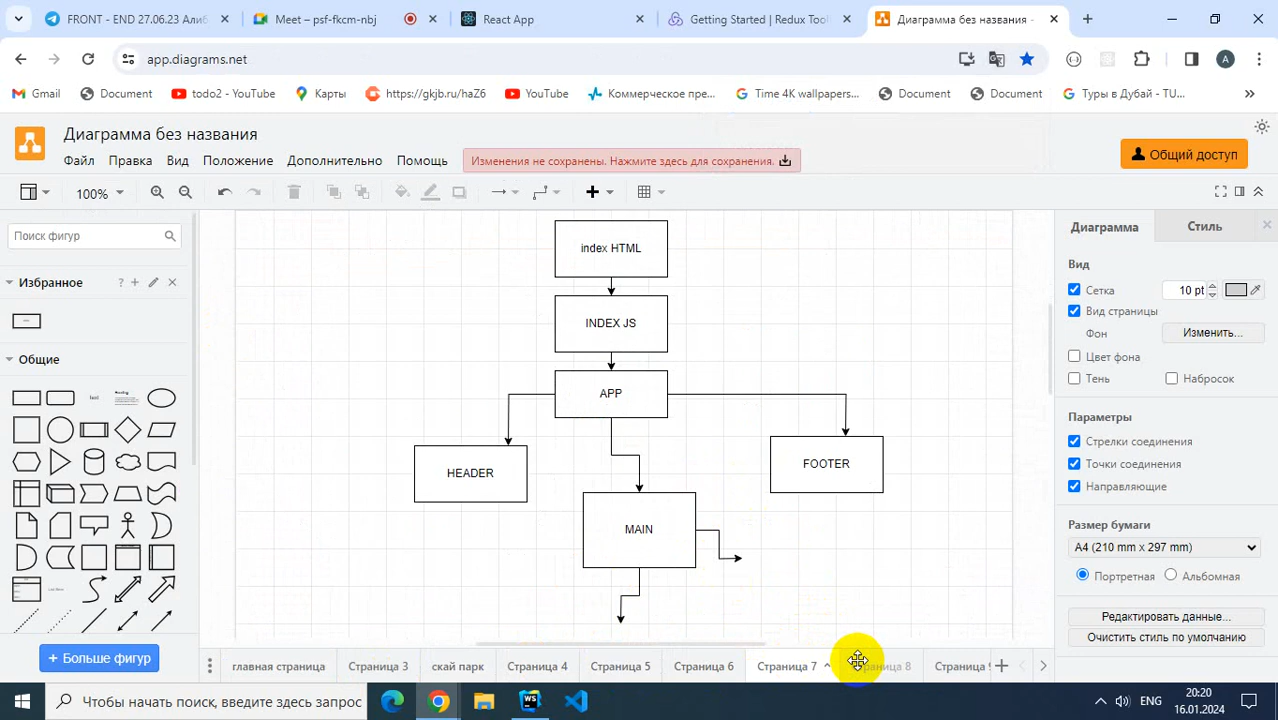 FRONT - END 27.06.23 Алиб
Meet – psf-fkcm-nbj
React App
Getting Started | Redux Tool
Диаграмма без названия -
app.diagrams.net
A
Gmail
Document
todo2 - YouTube
Карты
https://gkjb.ru/haZ6
YouTube
Коммерческое пре...
Time 4K wallpapers...
Document
Document
Туры в Дубай - TU...
Диаграмма без названия
Файл
Правка
Вид
Положение
Дополнительно
Помощь
Изменения не сохранены. Нажмите здесь для сохранения.
Общий доступ
100%
Поиск фигур
Избранное
Общие
Больше фигур
index HTML
INDEX JS
APP
HEADER
FOOTER
MAIN
Диаграмма
Стиль
Вид
Сетка
10 pt
Вид страницы
Фон
Изменить...
Цвет фона
Тень
Набросок
Параметры
Стрелки соединения
Точки соединения
Направляющие
Размер бумаги
A4 (210 mm x 297 mm)
Портретная
Альбомная
Редактировать данные...
Очистить стиль по умолчанию
главная страница
Страница 3
скай парк
Страница 4
Страница 5
Страница 6
Страница 7
Страница 9
Чтобы начать поиск, введите здесь запрос
ENG
20:20
16.01.2024